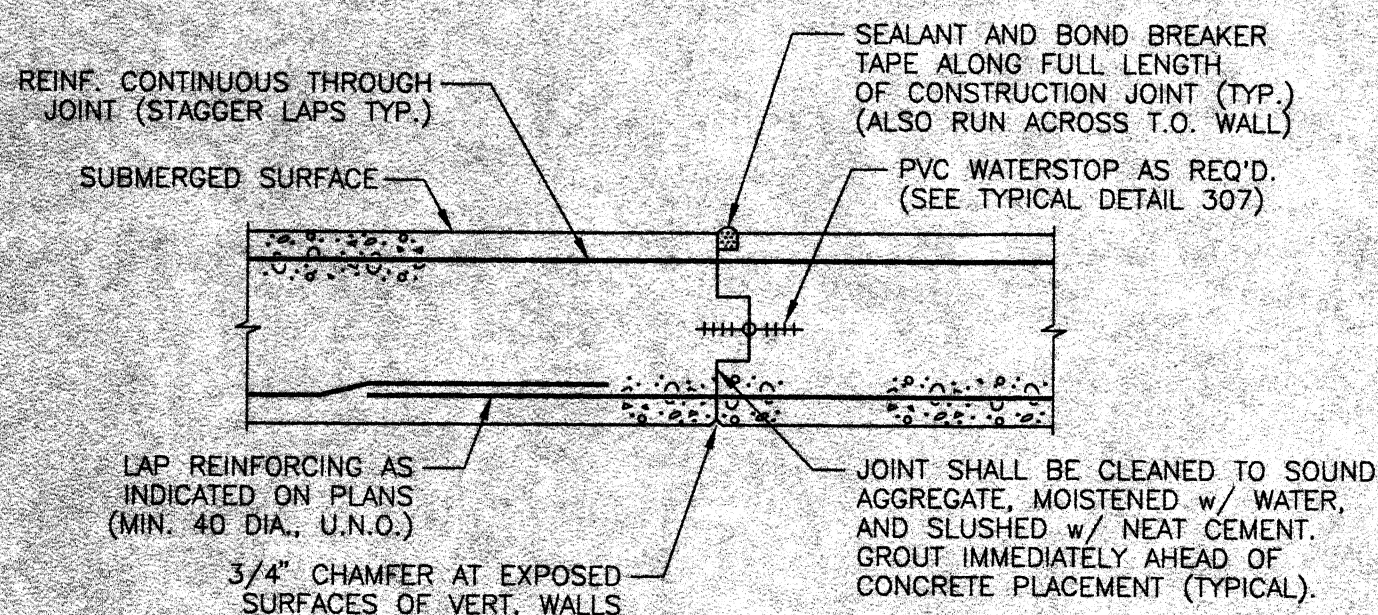 SEALANT AND BOND BREAKER
TAPE ALONG FULL LENGTH
OF CONSTRUCTION JOINT (TYP.)
(ALSO RUN ACROSS T.O. WALL)
REINF. CONTINUOUS THROUGH
JOINT (STAGGER LAPS TYP.)
SUBMERGED SURFACE
PVC WATERSTOP AS REQ'D.
(SEE TYPICAL DETAIL 307)
LAP REINFORCING AS
INDICATED ON PLANS
(MIN. 40 DIA., U.N.O.)
3/4" CHAMFER AT EXPOSED
SURFACES OF VERT. WALLS
JOINT SHALL BE CLEANED TO SOUND
AGGREGATE, MOISTENED w/ WATER,
AND SLUSHED w/ NEAT CEMENT.
GROUT IMMEDIATELY AHEAD OF
CONCRETE PLACEMENT (TYPICAL).